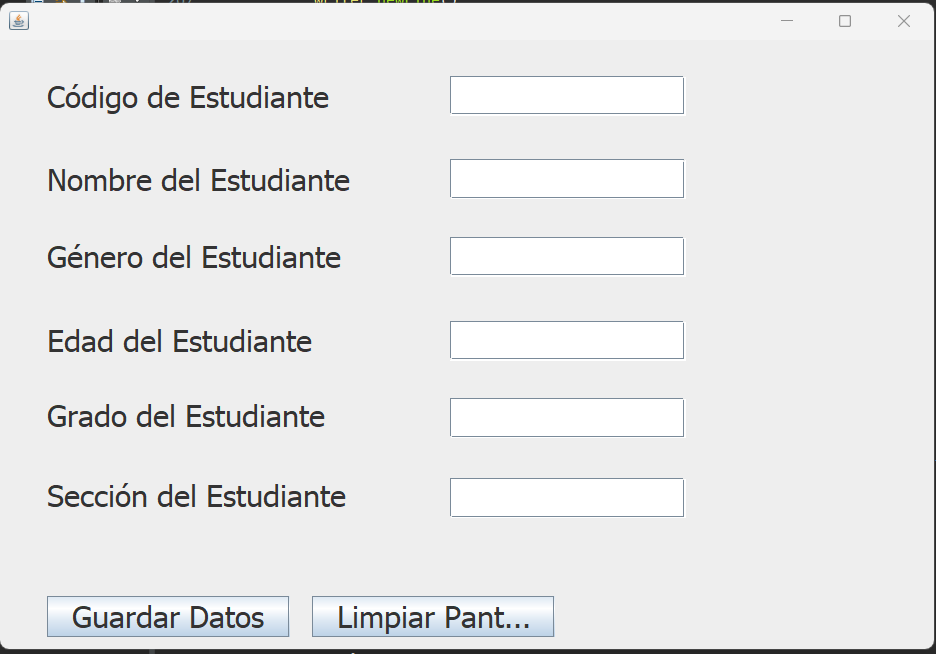 Código de Estudiante
Nombre del Estudiante
Género del Estudiante
Edad del Estudiante
Grado del Estudiante
Sección del Estudiante
Guardar Datos
Limpiar Pant...